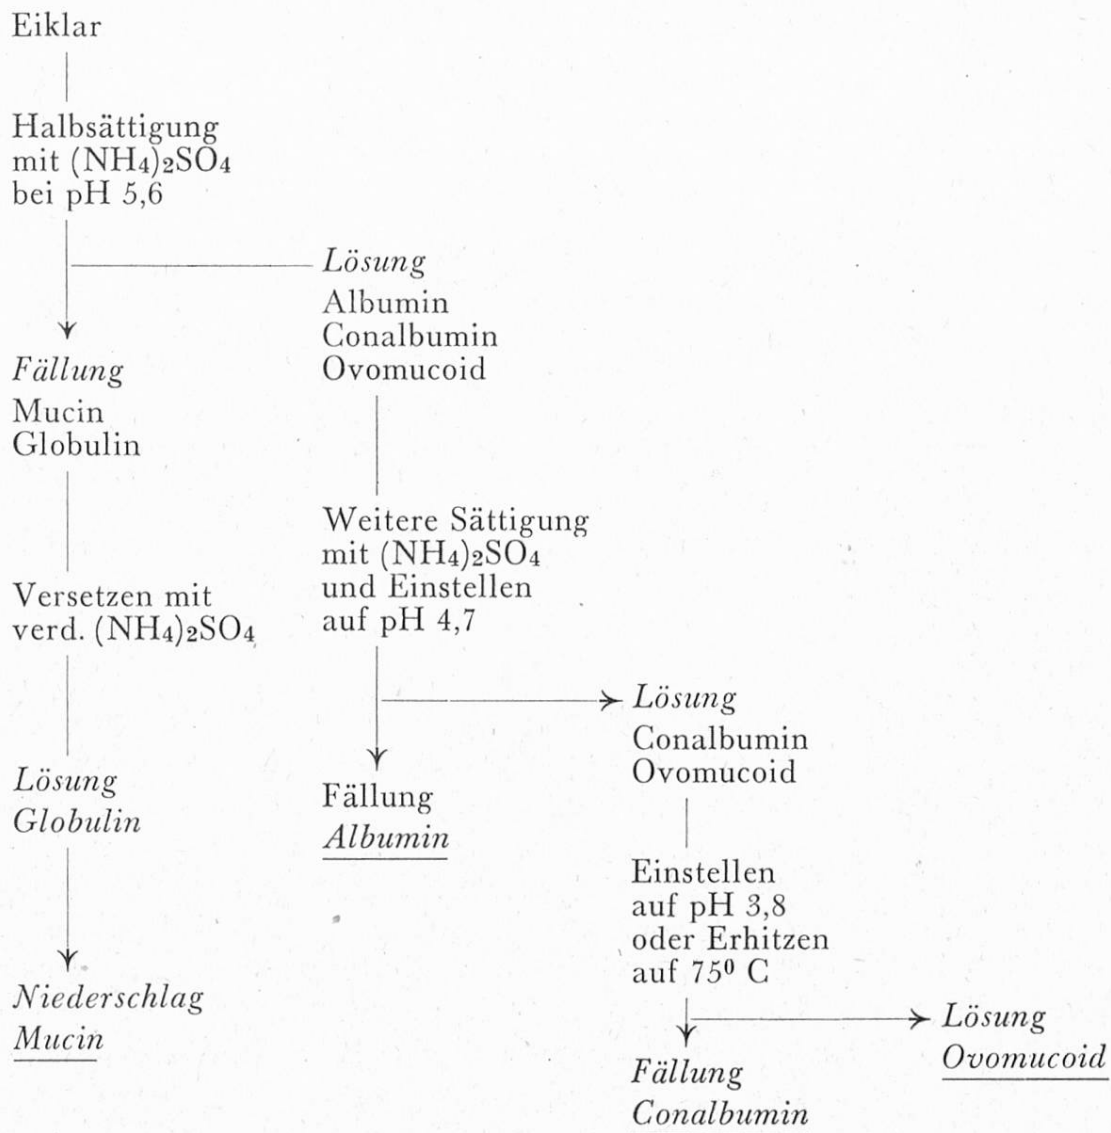 Eiklar
Halbsättigung
mit (NH₄)₂SO₄
bei pH 5,6
Lösung
Albumin
Conalbumin
Ovomucoid
Fällung
Mucin
Globulin
Weitere Sättigung
mit (NH₄)₂SO₄
und Einstellen
auf pH 4,7
Versetzen mit
verd. (NH₄)₂SO₄
Lösung
Conalbumin
Ovomucoid
Lösung
Globulin
Fällung
Albumin
Einstellen
auf pH 3,8
oder Erhitzen
auf 75⁰ C
Niederschlag
Mucin
Lösung
Ovomucoid
Fällung
Conalbumin